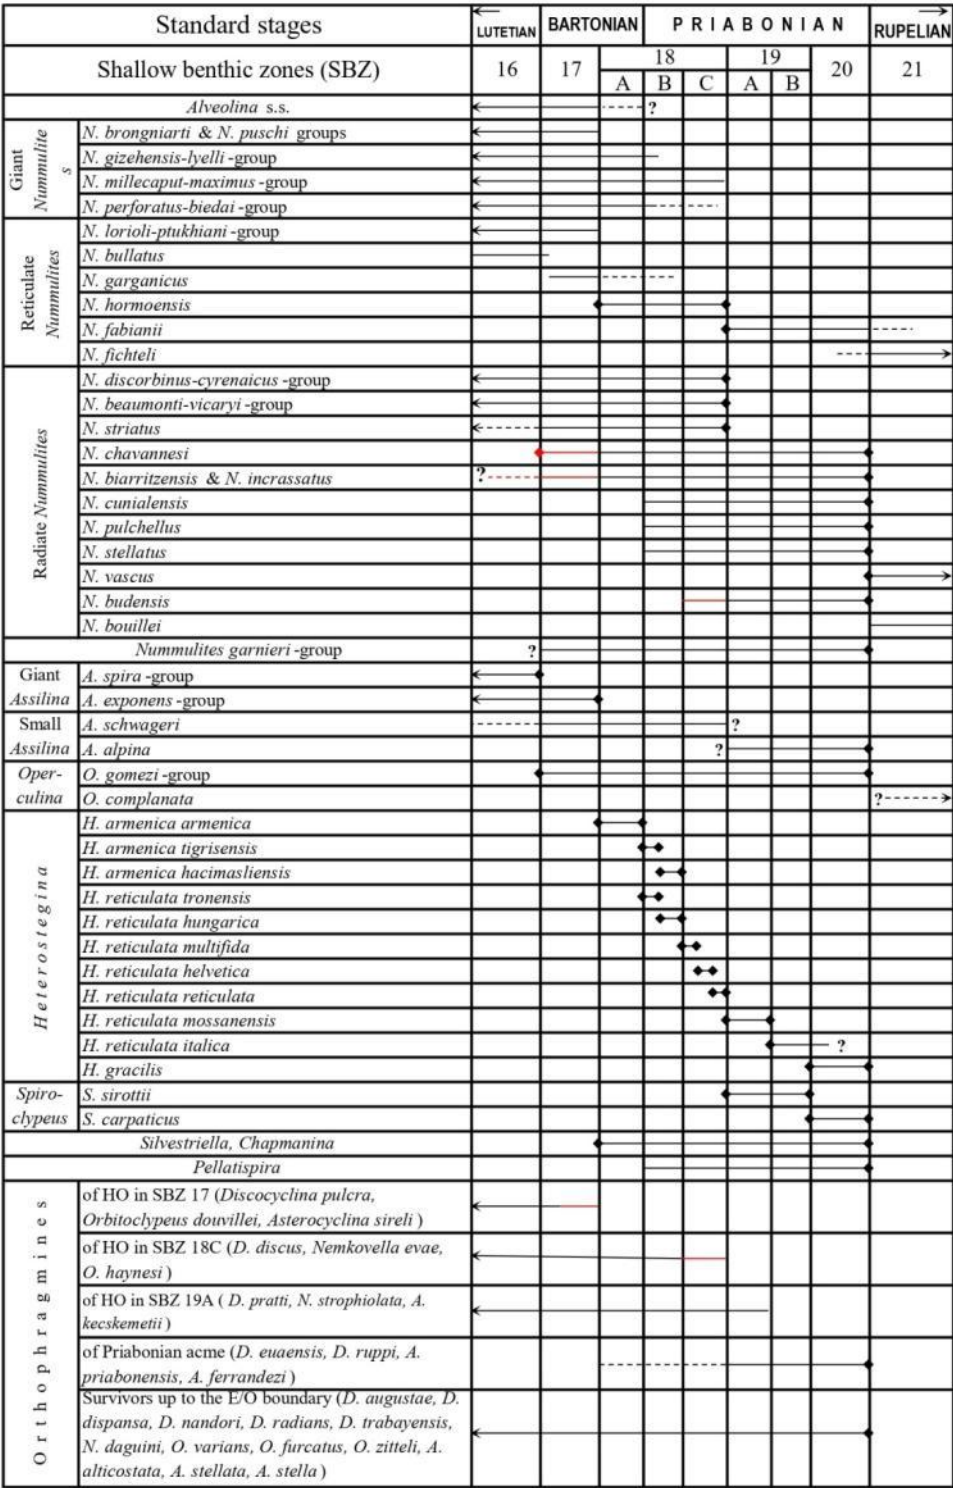 Standard stages
LUTETIAN BARTONIAN PRIABONIAN RUPELIAN
Shallow benthic zones (SBZ)
16 17 18 19 20 21
A B C A B
Alveolina s.s. ?
Giant
Nummulite
s
N. brongniarti & N. puschi groups
N. gizehensis-lyelli -group
N. millecaput-maximus -group
N. perforatus-biedai -group
Reticulate
Nummulites
N. lorioli-ptukhiani -group
N. bullatus
N. garganicus
N. hormoensis
N. fabianii
N. fichteli
Radiate Nummulites
N. discorbinus-cyrenaicus -group
N. beaumonti-vicaryi -group
N. striatus
N. chavannesi
N. biarritzensis & N. incrassatus ?
N. cunialensis
N. pulchellus
N. stellatus
N. vascus
N. budensis
N. bouillei
Nummulites garnieri -group ?
Giant
Assilina
A. spira -group
A. exponens -group
Small
Assilina
A. schwageri ?
A. alpina ?
Oper-
culina
O. gomezi -group
O. complanata ?
Heterostegina
H. armenica armenica
H. armenica tigrisensis
H. armenica hacimasliensis
H. reticulata tronensis
H. reticulata hungarica
H. reticulata multifida
H. reticulata helvetica
H. reticulata reticulata
H. reticulata mossanensis
H. reticulata italica ?
H. gracilis
Spiro-
clypeus
S. sirottii
S. carpaticus
Silvestriella, Chapmanina
Pellatispira
Orthophragmines
of HO in SBZ 17 (Discocyclina pulcra,
Orbitoclypeus douvillei, Asterocyclina sireli )
of HO in SBZ 18C (D. discus, Nemkovella evae,
O. haynesi )
of HO in SBZ 19A ( D. pratti, N. strophiolata, A.
kecskemetii )
of Priabonian acme (D. euaensis, D. ruppi, A.
priabonensis, A. ferrandezi )
Survivors up to the E/O boundary (D. augustae, D.
dispansa, D. nandori, D. radians, D. trabayensis,
N. daguini, O. varians, O. furcatus, O. zitteli, A.
alticostata, A. stellata, A. stella )